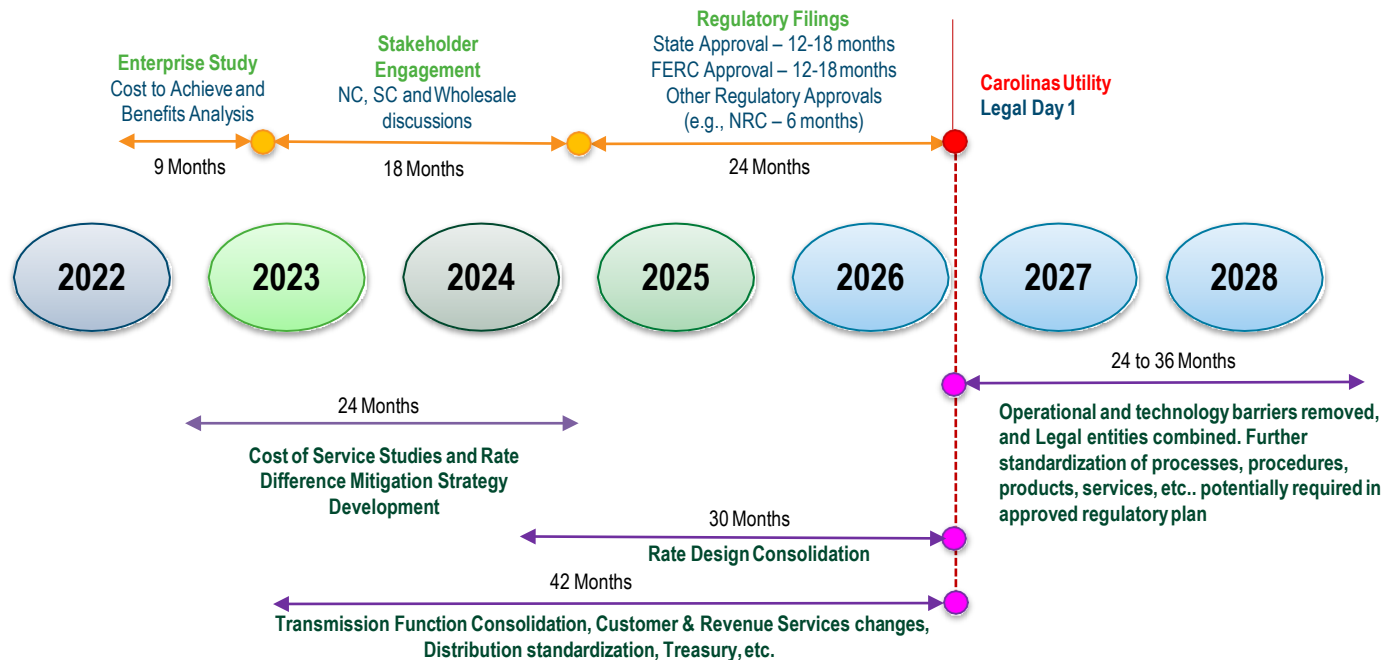 Enterprise Study
Cost to Achieve and
Benefits Analysis
9 Months
Stakeholder
Engagement
NC, SC and Wholesale
discussions
18 Months
Regulatory Filings
State Approval – 12-18 months
FERC Approval – 12-18 months
Other Regulatory Approvals
(e.g., NRC – 6 months)
24 Months
Carolinas Utility
Legal Day 1
2022
2023
2024
2025
2026
2027
2028
24 Months
Cost of Service Studies and Rate
Difference Mitigation Strategy
Development
24 to 36 Months
Operational and technology barriers removed,
and Legal entities combined. Further
standardization of processes, procedures,
products, services, etc.. potentially required in
approved regulatory plan
30 Months
Rate Design Consolidation
42 Months
Transmission Function Consolidation, Customer & Revenue Services changes,
Distribution standardization, Treasury, etc.